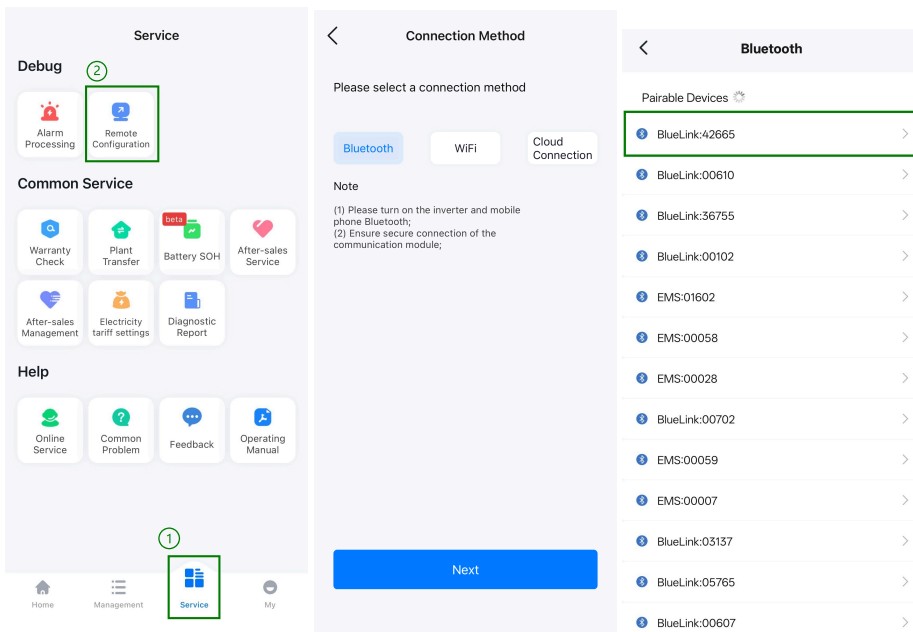 Service
Debug
②
Alarm
Processing
Remote
Configuration
Common Service
Warranty
Check
Plant
Transfer
beta
Battery SOH
After-sales
Service
After-sales
Management
Electricity
tariff settings
Diagnostic
Report
Help
Online
Service
Common
Problem
Feedback
Operating
Manual
①
Home
Management
Service
My
Connection Method
Please select a connection method
Bluetooth
WiFi
Cloud
Connection
Note
(1) Please turn on the inverter and mobile
phone Bluetooth;
(2) Ensure secure connection of the
communication module;
Next
Bluetooth
Pairable Devices
BlueLink:42665
BlueLink:00610
BlueLink:36755
BlueLink:00102
EMS:01602
EMS:00058
EMS:00028
BlueLink:00702
EMS:00059
EMS:00007
BlueLink:03137
BlueLink:05765
BlueLink:00607